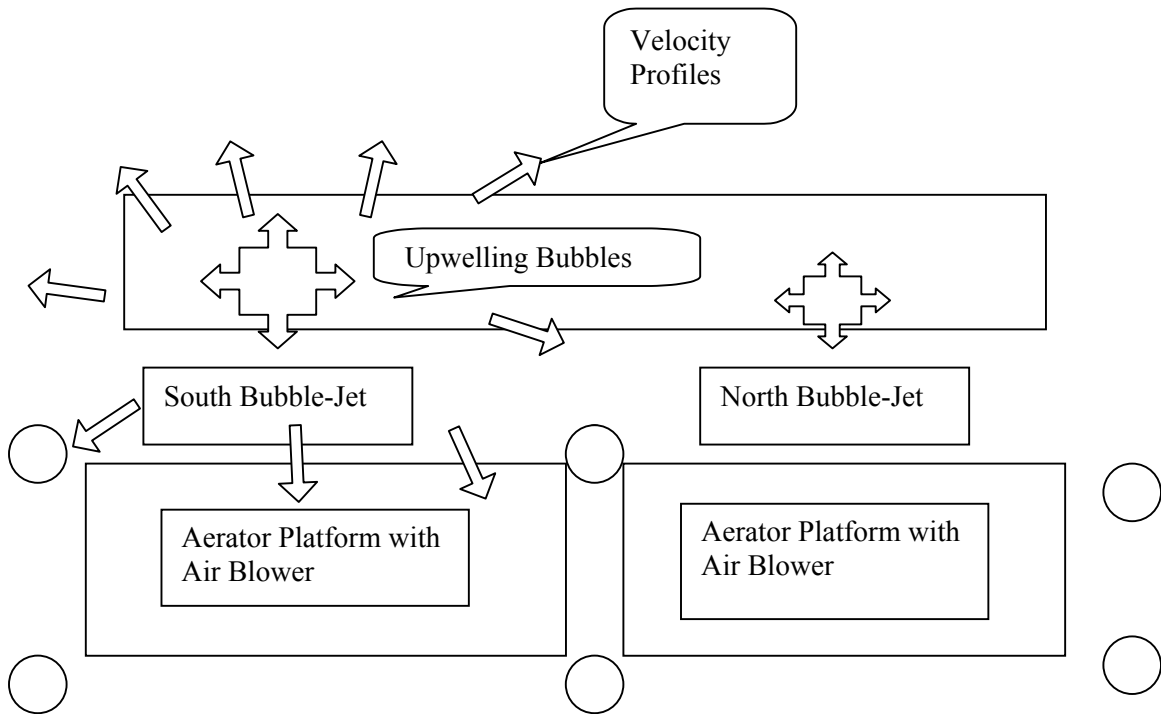 Velocity
Profiles
Upwelling Bubbles
South Bubble-Jet
North Bubble-Jet
Aerator Platform with
Air Blower
Aerator Platform with
Air Blower